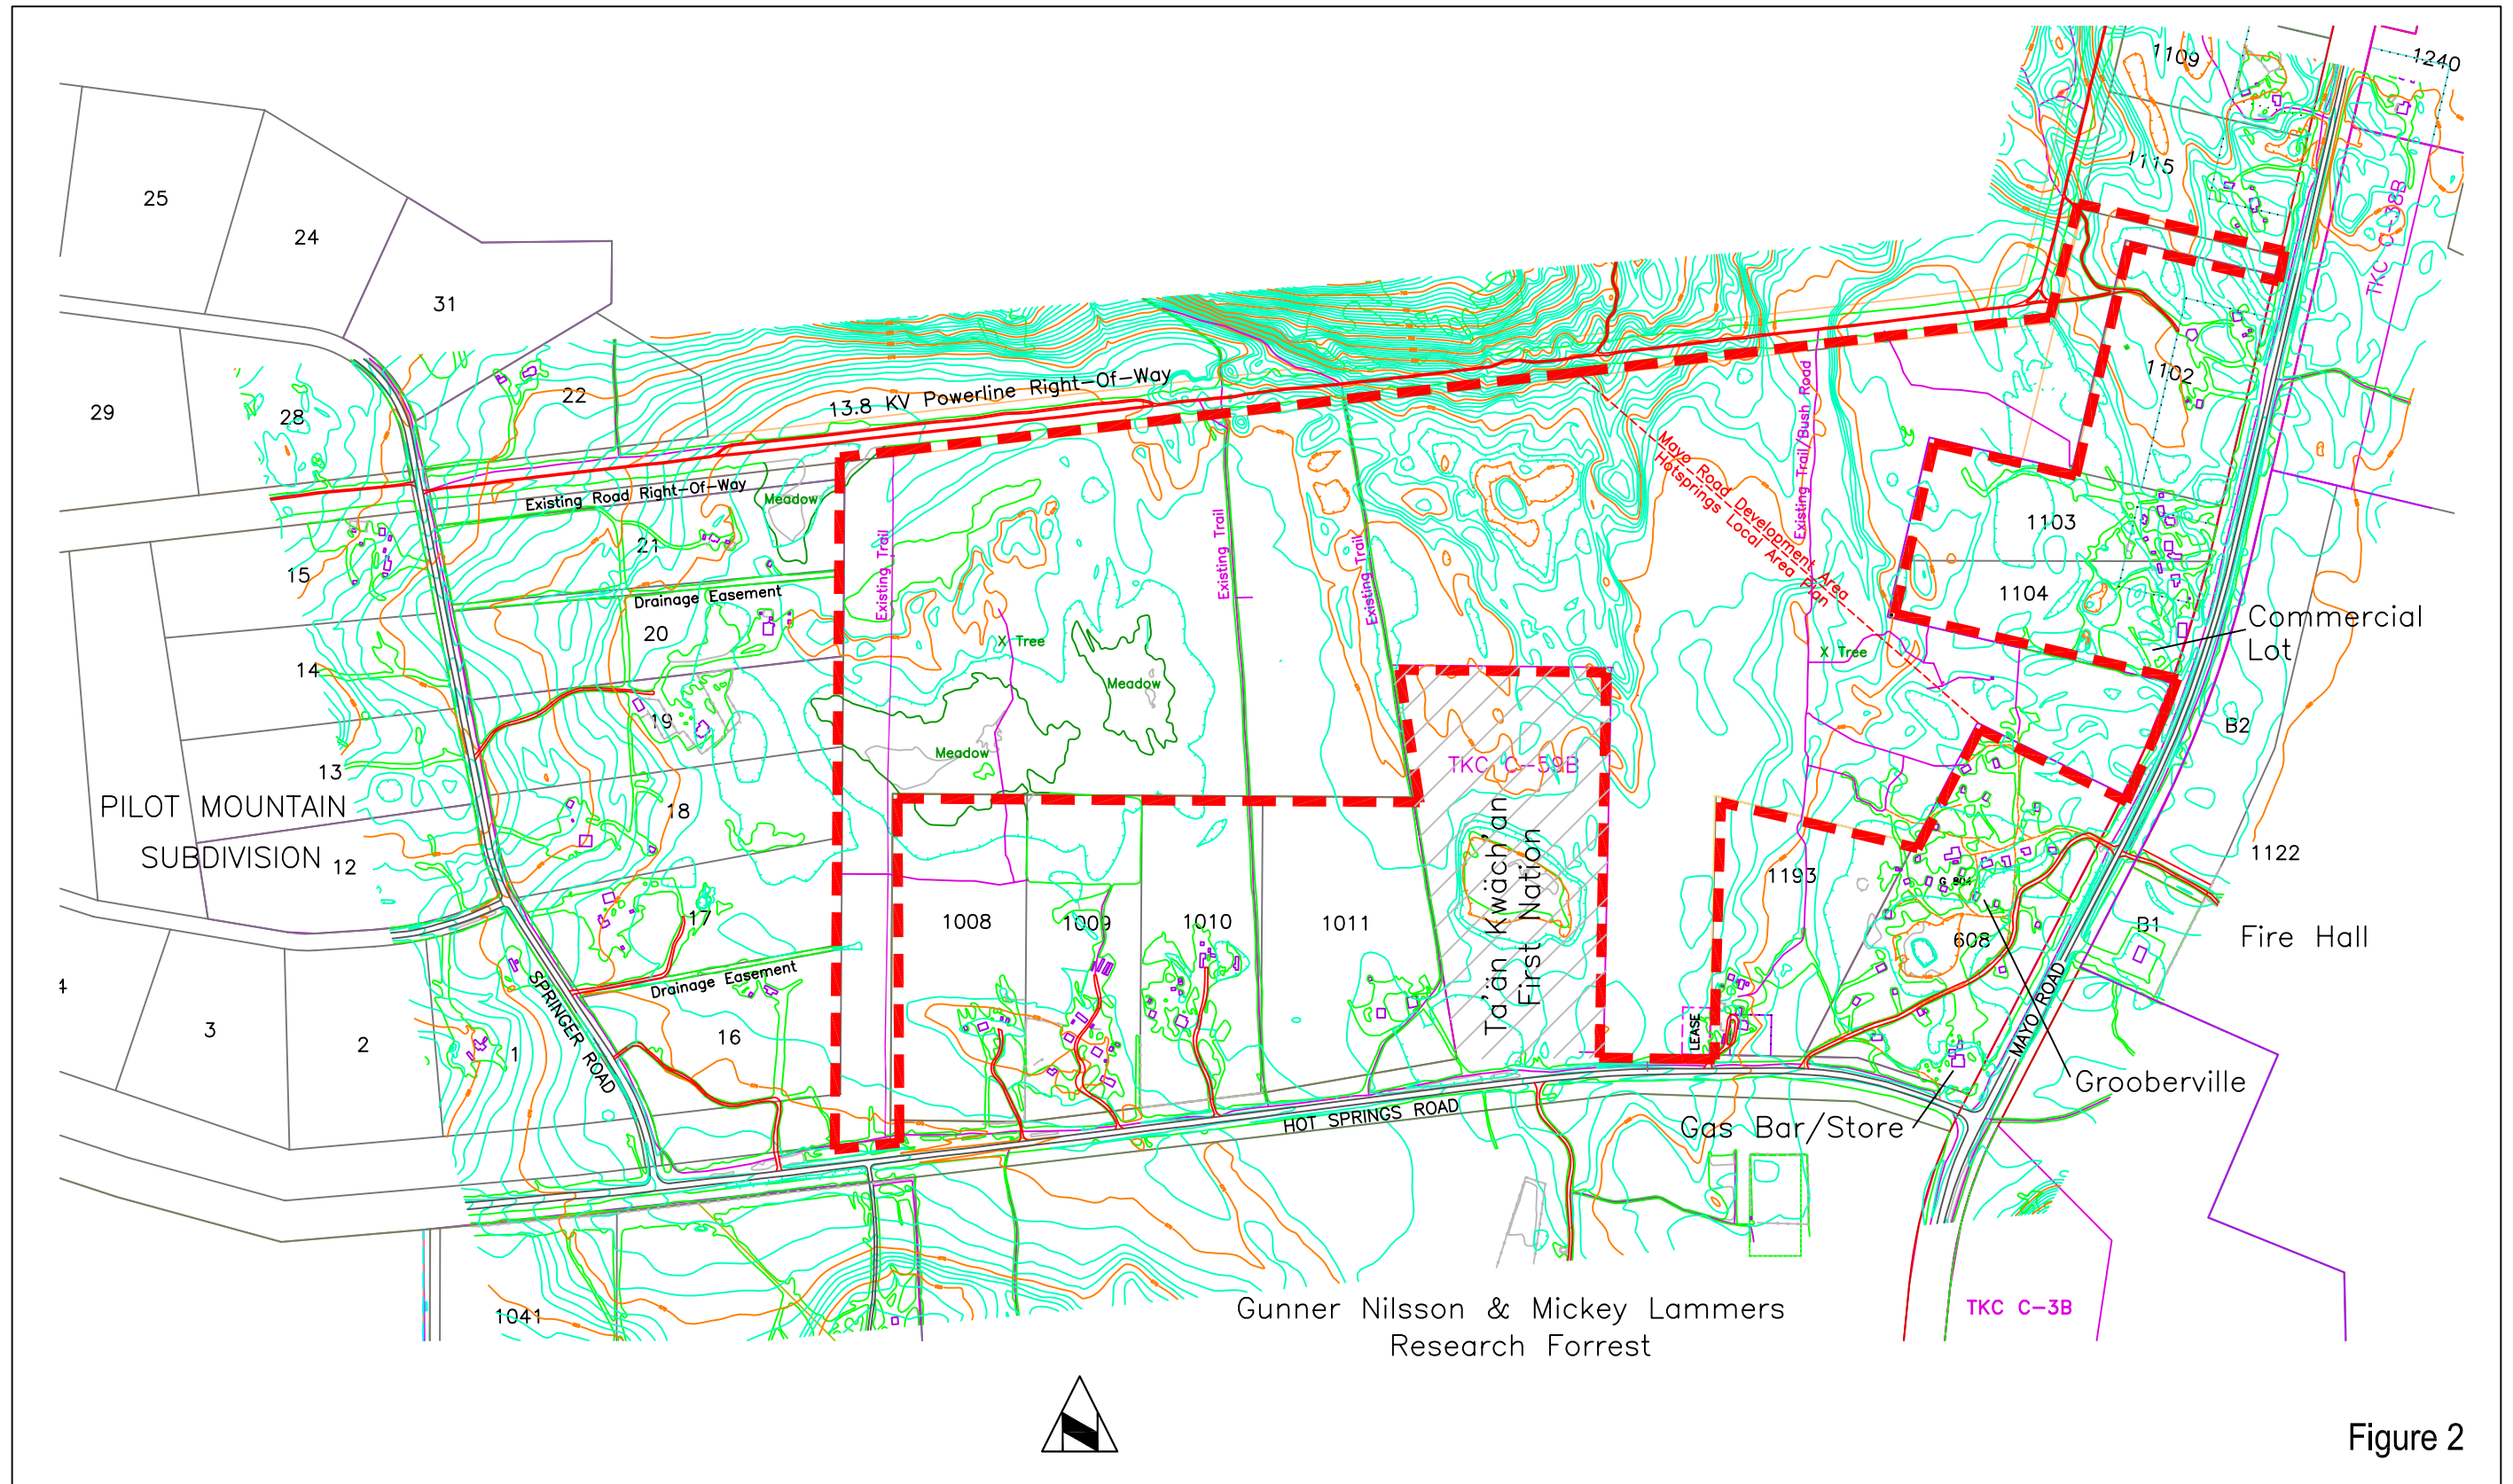 1109
1240
1115
TKC C-38B
25
24
31
22
29
28
1102
13.8 KV Powerline Right-Of-Way
Existing Road Right-Of-Way
Meadow
Mayo Road Development Area
Hotsprings Local Area Plan
Existing Trail/Bush Road
Existing Trail
Existing Trail
Existing Trail
21
15
1103
1104
Drainage Easement
20
X Tree
X Tree
Commercial
Lot
14
Meadow
19
B2
Meadow
TKC C-59B
13
18
PILOT MOUNTAIN
SUBDIVISION
12
1122
1193
Ta'än Kwäch'an
First Nation
17
1008
1009
1010
1011
608
B1
Fire Hall
4
3
2
1
SPRINGER ROAD
Drainage Easement
16
LEASE
MAYO ROAD
Grooberville
HOT SPRINGS ROAD
Gas Bar/Store
1041
Gunner Nilsson & Mickey Lammers
Research Forrest
TKC C-3B
Figure 2